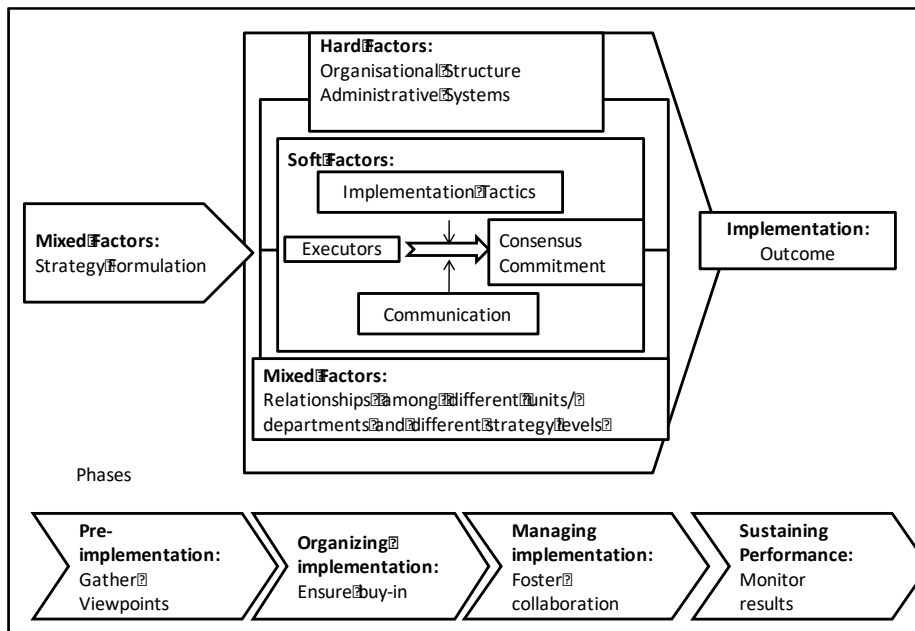 Hard Factors:
Organisational Structure
Administrative Systems
Soft Factors:
Implementation Tactics
Mixed Factors:
Strategy Formulation
Executors
Consensus
Commitment
Implementation:
Outcome
Communication
Mixed Factors:
Relationships among different units/
departments and different strategy levels
Phases
Pre-
implementation:
Gather
Viewpoints
Organizing
implementation:
Ensure buy-in
Managing
implementation:
Foster
collaboration
Sustaining
Performance:
Monitor
results